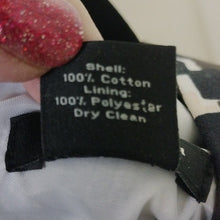 Shell:
100% Cotton
Lining:
100% Polyester
Dry Clean